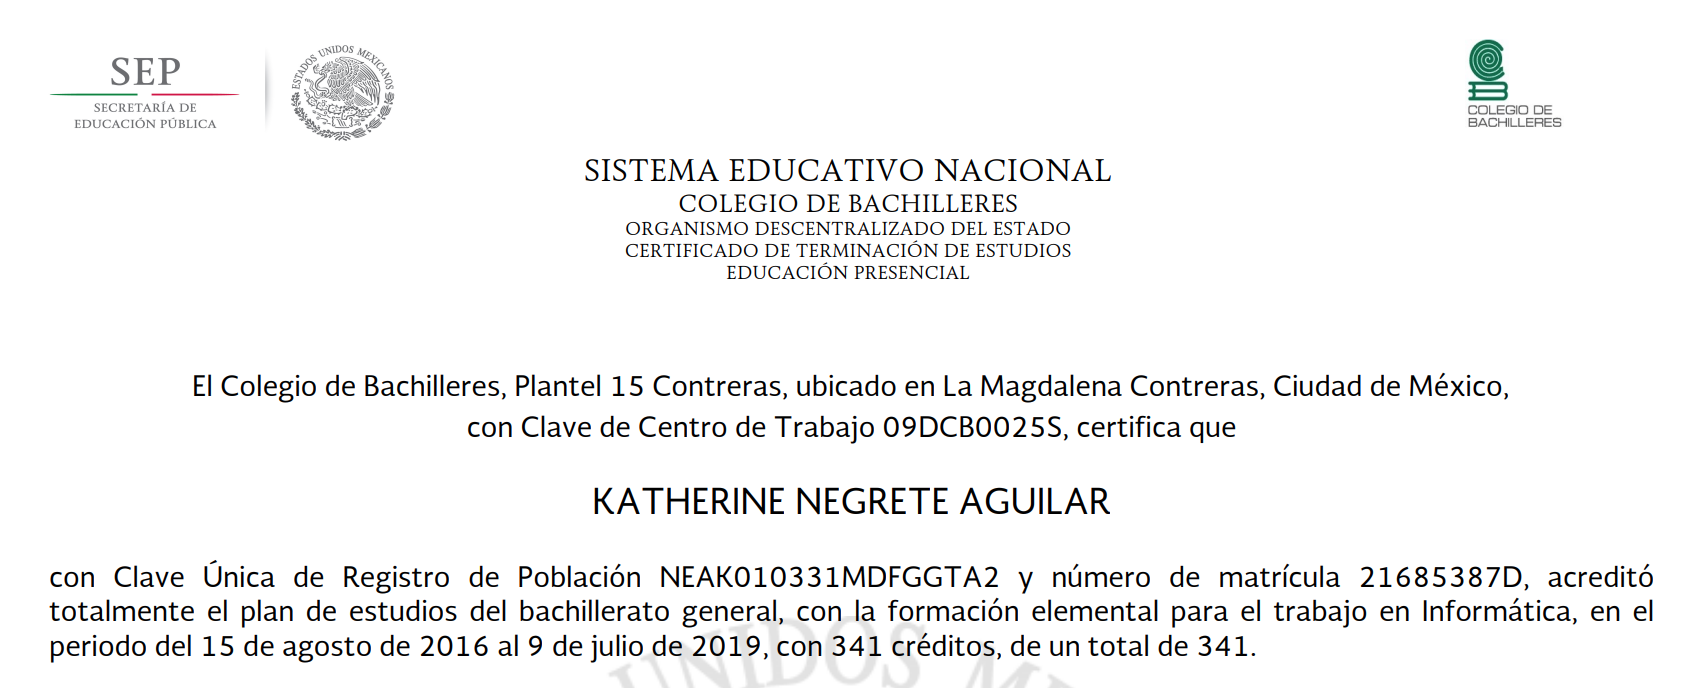 SEP
SECRETARÍA DE
EDUCACIÓN PÚBLICA
ESTADOS UNIDOS MEXICANOS
COLEGIO DE
BACHILLERES
SISTEMA EDUCATIVO NACIONAL
COLEGIO DE BACHILLERES
ORGANISMO DESCENTRALIZADO DEL ESTADO
CERTIFICADO DE TERMINACIÓN DE ESTUDIOS
EDUCACIÓN PRESENCIAL
El Colegio de Bachilleres, Plantel 15 Contreras, ubicado en La Magdalena Contreras, Ciudad de México,
con Clave de Centro de Trabajo 09DCB0025S, certifica que
KATHERINE NEGRETE AGUILAR
con Clave Única de Registro de Población NEAK010331MDFGGTA2 y número de matrícula 21685387D, acreditó
totalmente el plan de estudios del bachillerato general, con la formación elemental para el trabajo en Informática, en el
periodo del 15 de agosto de 2016 al 9 de julio de 2019, con 341 créditos, de un total de 341.
UNIDOS